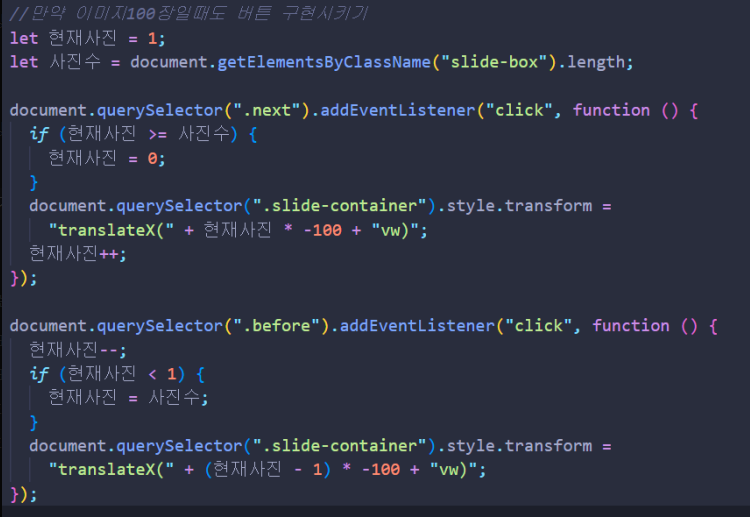 //만약 이미지100장일때도 버튼 구현시키기
let 현재사진 = 1;
let 사진수 = document.getElementsByClassName("slide-box").length;
document.querySelector(".next").addEventListener("click", function () {
if (현재사진 >= 사진수) {
현재사진 = 0;
}
document.querySelector(".slide-container").style.transform =
"translateX(" + 현재사진 * -100 + "vw)";
현재사진++;
});
document.querySelector(".before").addEventListener("click", function () {
현재사진--;
if (현재사진 < 1) {
현재사진 = 사진수;
}
document.querySelector(".slide-container").style.transform =
"translateX(" + (현재사진 - 1) * -100 + "vw)";
});